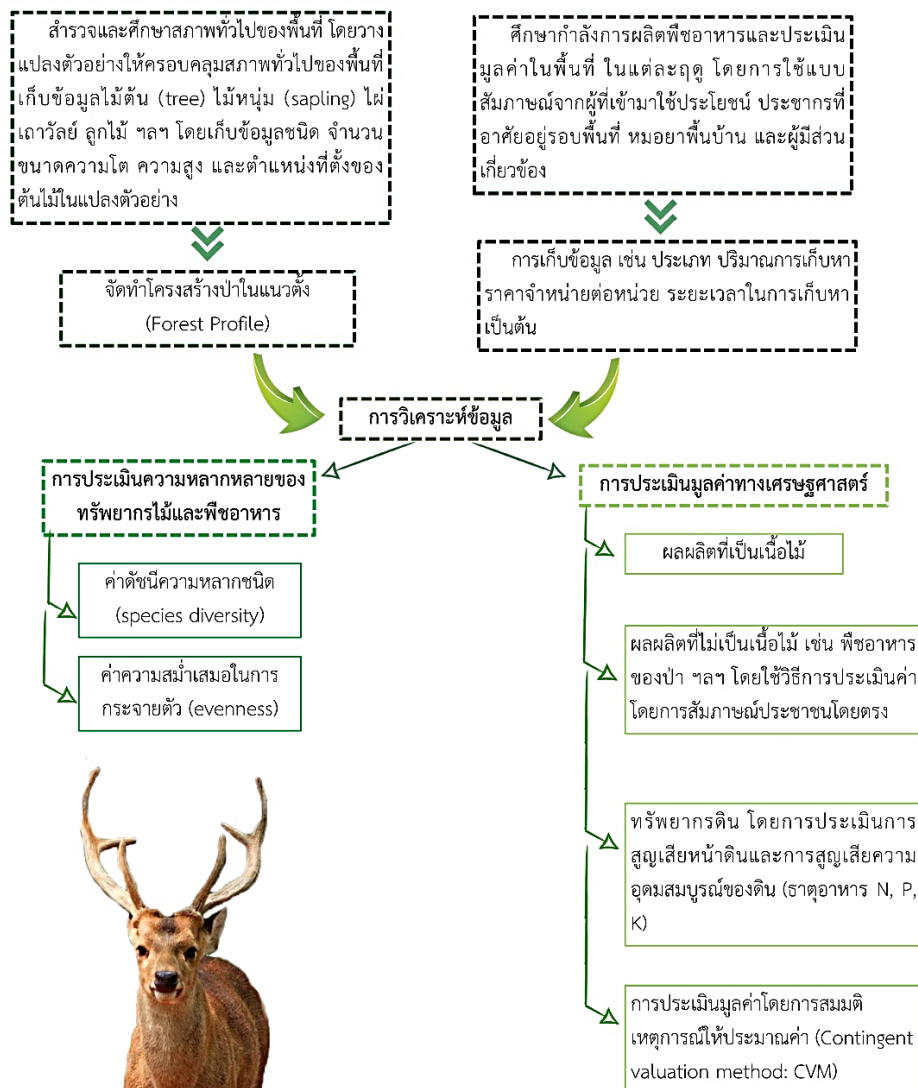 สำรวจและศึกษาสภาพทั่วไปของพื้นที่ โดยวาง
แปลงตัวอย่างให้ครอบคลุมสภาพทั่วไปของพื้นที่
เก็บข้อมูลไม้ต้น (tree) ไม้หนุ่ม (sapling) ไผ่
เถาวัลย์ ลูกไม้ ฯลฯ โดยเก็บข้อมูลชนิด จำนวน
ขนาดความโต ความสูง และตำแหน่งที่ตั้งของ
ต้นไม้ในแปลงตัวอย่าง
จัดทำโครงสร้างป่าในแนวตั้ง
(Forest Profile)
ศึกษากำลังการผลิตพืชอาหารและประเมิน
มูลค่าในพื้นที่ ในแต่ละฤดู โดยการใช้แบบ
สัมภาษณ์จากผู้ที่เข้ามาใช้ประโยชน์ ประชากรที่
อาศัยอยู่รอบพื้นที่ หมอยาพื้นบ้าน และผู้มีส่วน
เกี่ยวข้อง
การเก็บข้อมูล เช่น ประเภท ปริมาณการเก็บหา
ราคาจำหน่ายต่อหน่วย ระยะเวลาในการเก็บหา
เป็นต้น
การวิเคราะห์ข้อมูล
การประเมินความหลากหลายของ
ทรัพยากรไม้และพืชอาหาร
ค่าดัชนีความหลากชนิด
(species diversity)
ค่าความสม่ำเสมอในการ
กระจายตัว (evenness)
การประเมินมูลค่าทางเศรษฐศาสตร์
ผลผลิตที่เป็นเนื้อไม้
ผลผลิตที่ไม่เป็นเนื้อไม้ เช่น พืชอาหาร
ของป่า ฯลฯ โดยใช้วิธีการประเมินค่า
โดยการสัมภาษณ์ประชาชนโดยตรง
ทรัพยากรดิน โดยการประเมินการ
สูญเสียหน้าดินและการสูญเสียความ
อุดมสมบูรณ์ของดิน (ธาตุอาหาร N, P,
K)
การประเมินมูลค่าโดยการสมมติ
เหตุการณ์ให้ประมาณค่า (Contingent
valuation method: CVM)